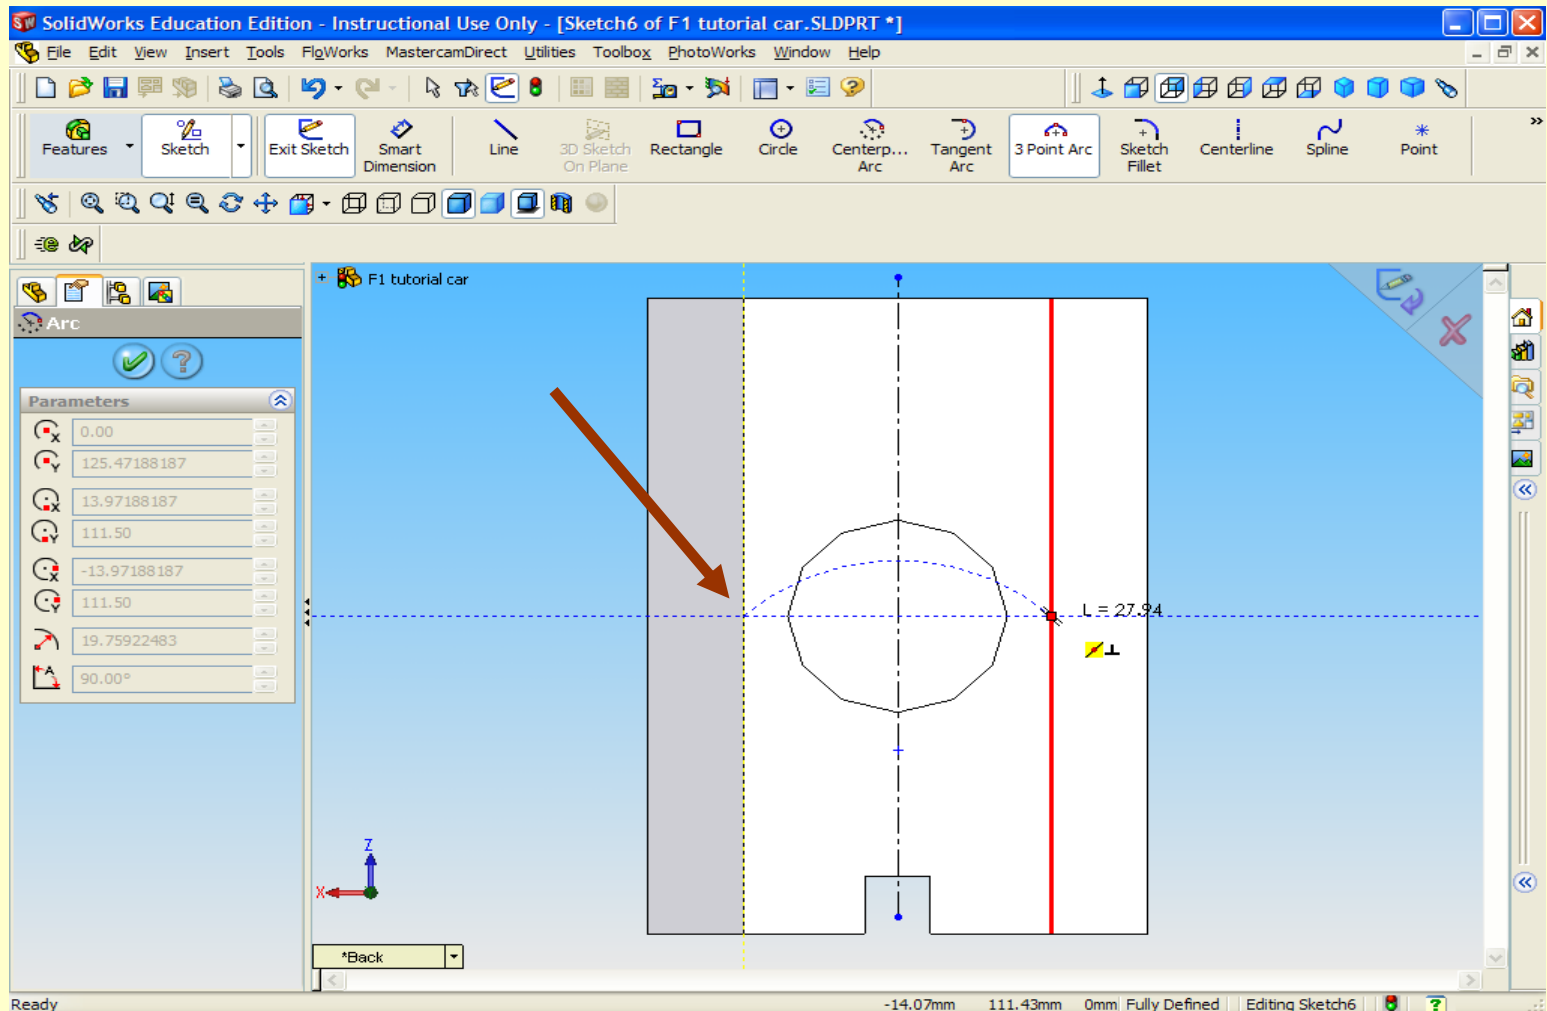 SolidWorks Education Edition - Instructional Use Only - [Sketch6 of F1 tutorial car.SLDPRT *]
File Edit View Insert Tools FloWorks MastercamDirect Utilities Toolbox PhotoWorks Window Help
Features Sketch Exit Sketch Smart Dimension Line 3D Sketch On Plane Rectangle Circle Centerp... Arc Tangent Arc 3 Point Arc Sketch Fillet Centerline Spline Point
F1 tutorial car
Arc
Parameters
0.00
125.47188187
13.97188187
111.50
-13.97188187
111.50
19.75922483
90.00°
L = 27.94
Z
X
*Back
Ready -14.07mm 111.43mm 0mm Fully Defined Editing Sketch6